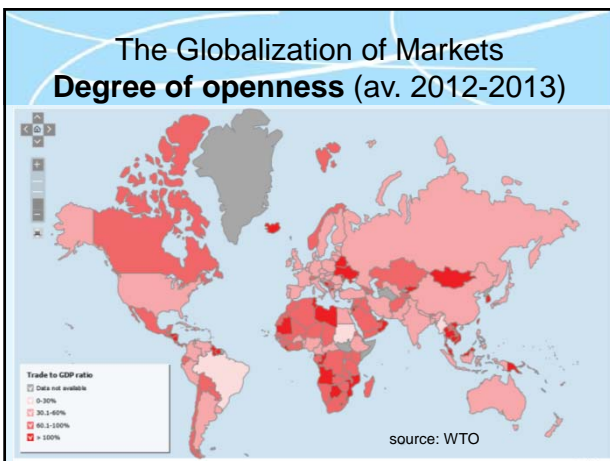 The Globalization of Markets
Degree of openness (av. 2012-2013)
Trade to GDP ratio
Data not available
0-30%
30.1-60%
60.1-100%
> 100%
source: WTO